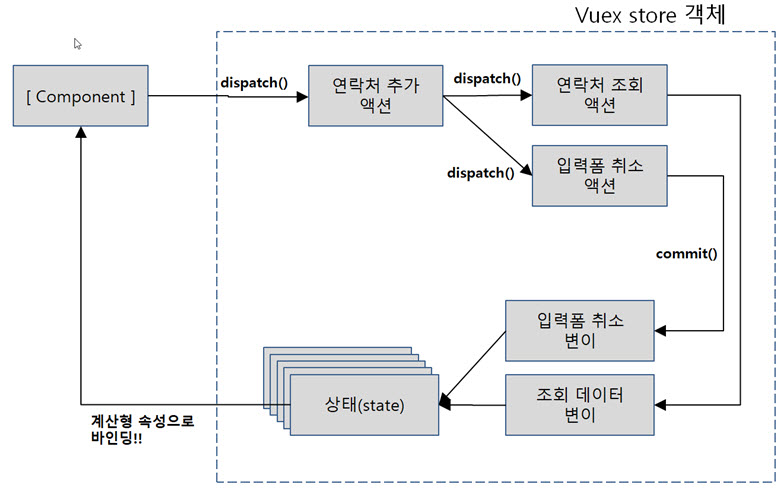 Vuex store 객체
[ Component ]
dispatch()
연락처 추가
액션
dispatch()
연락처 조회
액션
dispatch()
입력폼 취소
액션
commit()
입력폼 취소
변이
조회 데이터
변이
상태(state)
계산형 속성으로
바인딩!!